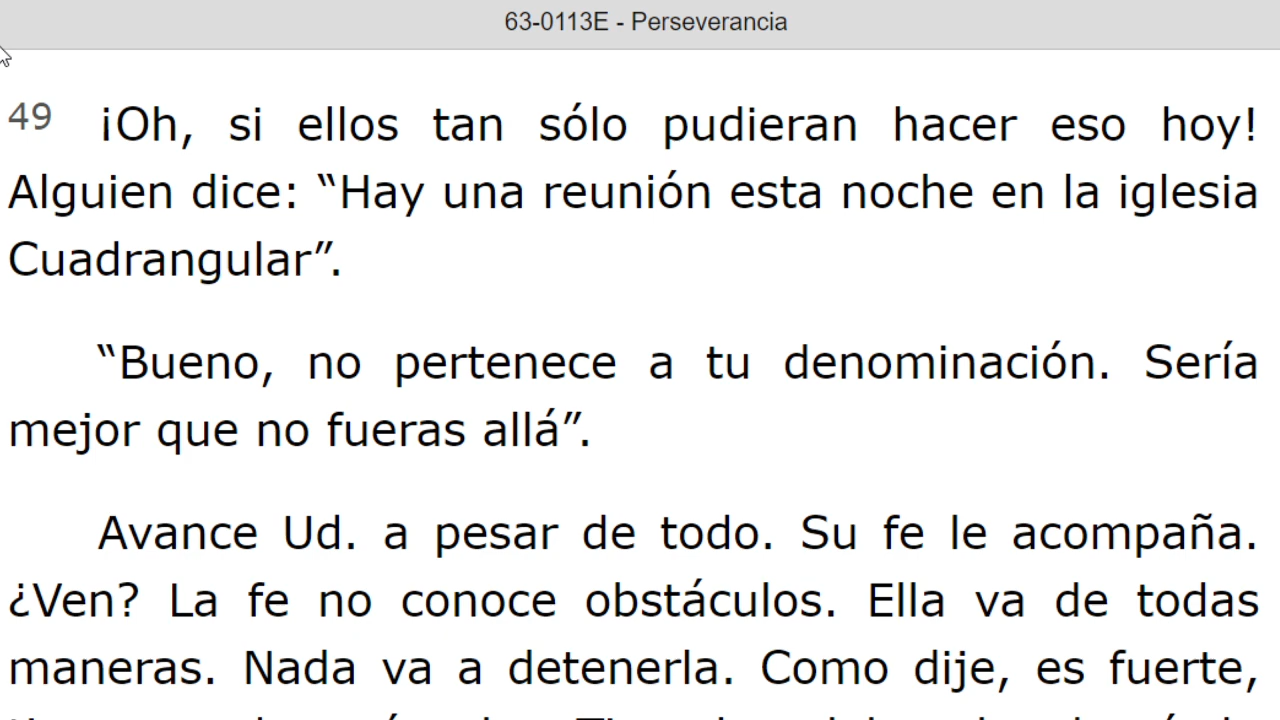 63-0113E - Perseverancia
49 ¡Oh, si ellos tan sólo pudieran hacer eso hoy!
Alguien dice: “Hay una reunión esta noche en la iglesia
Cuadrangular”.
“Bueno, no pertenece a tu denominación. Sería
mejor que no fueras allá”.
Avance Ud. a pesar de todo. Su fe le acompaña.
¿Ven? La fe no conoce obstáculos. Ella va de todas
maneras. Nada va a detenerla. Como dije, es fuerte,